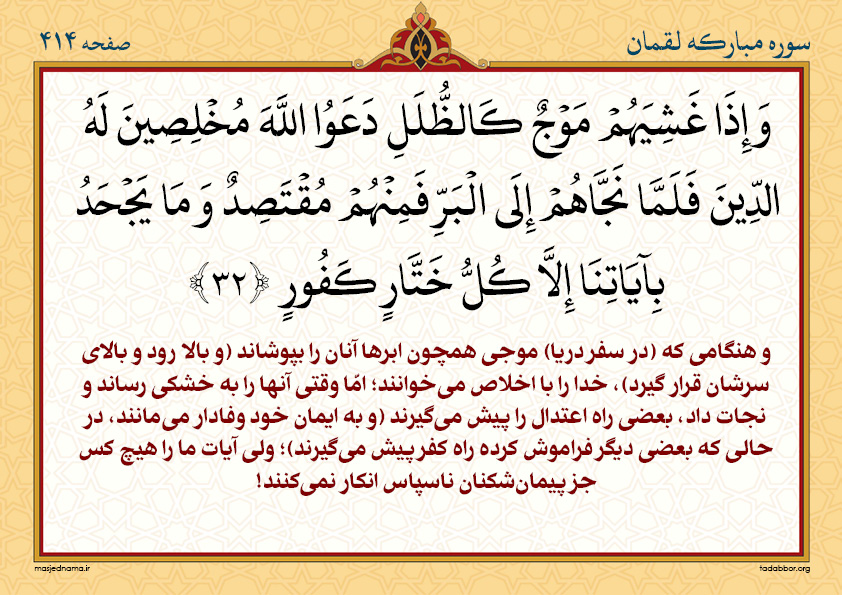 سوره مبارکه لقمان
صفحه ۴۱۴
وَإِذَا غَشِيَهُمْ مَوْجٌ كَالظُّلَلِ دَعَوُا اللَّهَ مُخْلِصِينَ لَهُ
الدِّينَ فَلَمَّا نَجَّاهُمْ إِلَى الْبَرِّ فَمِنْهُمْ مُقْتَصِدٌ وَمَا يَجْحَدُ
بِآيَاتِنَا إِلَّا كُلُّ خَتَّارٍ كَفُورٍ ﴿۳۲﴾
و هنگامی که (در سفر دریا) موجی همچون ابرها آنان را بپوشاند (و بالا رود و بالای
سرشان قرار گیرد)، خدا را با اخلاص می‌خوانند؛ امّا وقتی آنها را به خشکی رساند و
نجات داد، بعضی راه اعتدال را پیش می‌گیرند (و به ایمان خود وفادار می‌مانند، در
حالی که بعضی دیگر فراموش کرده راه کفر پیش می‌گیرند)؛ ولی آیات ما را هیچ کس
جز پیمان‌شکنان ناسپاس انکار نمی‌کنند!
masjednama.ir
tadabbor.org